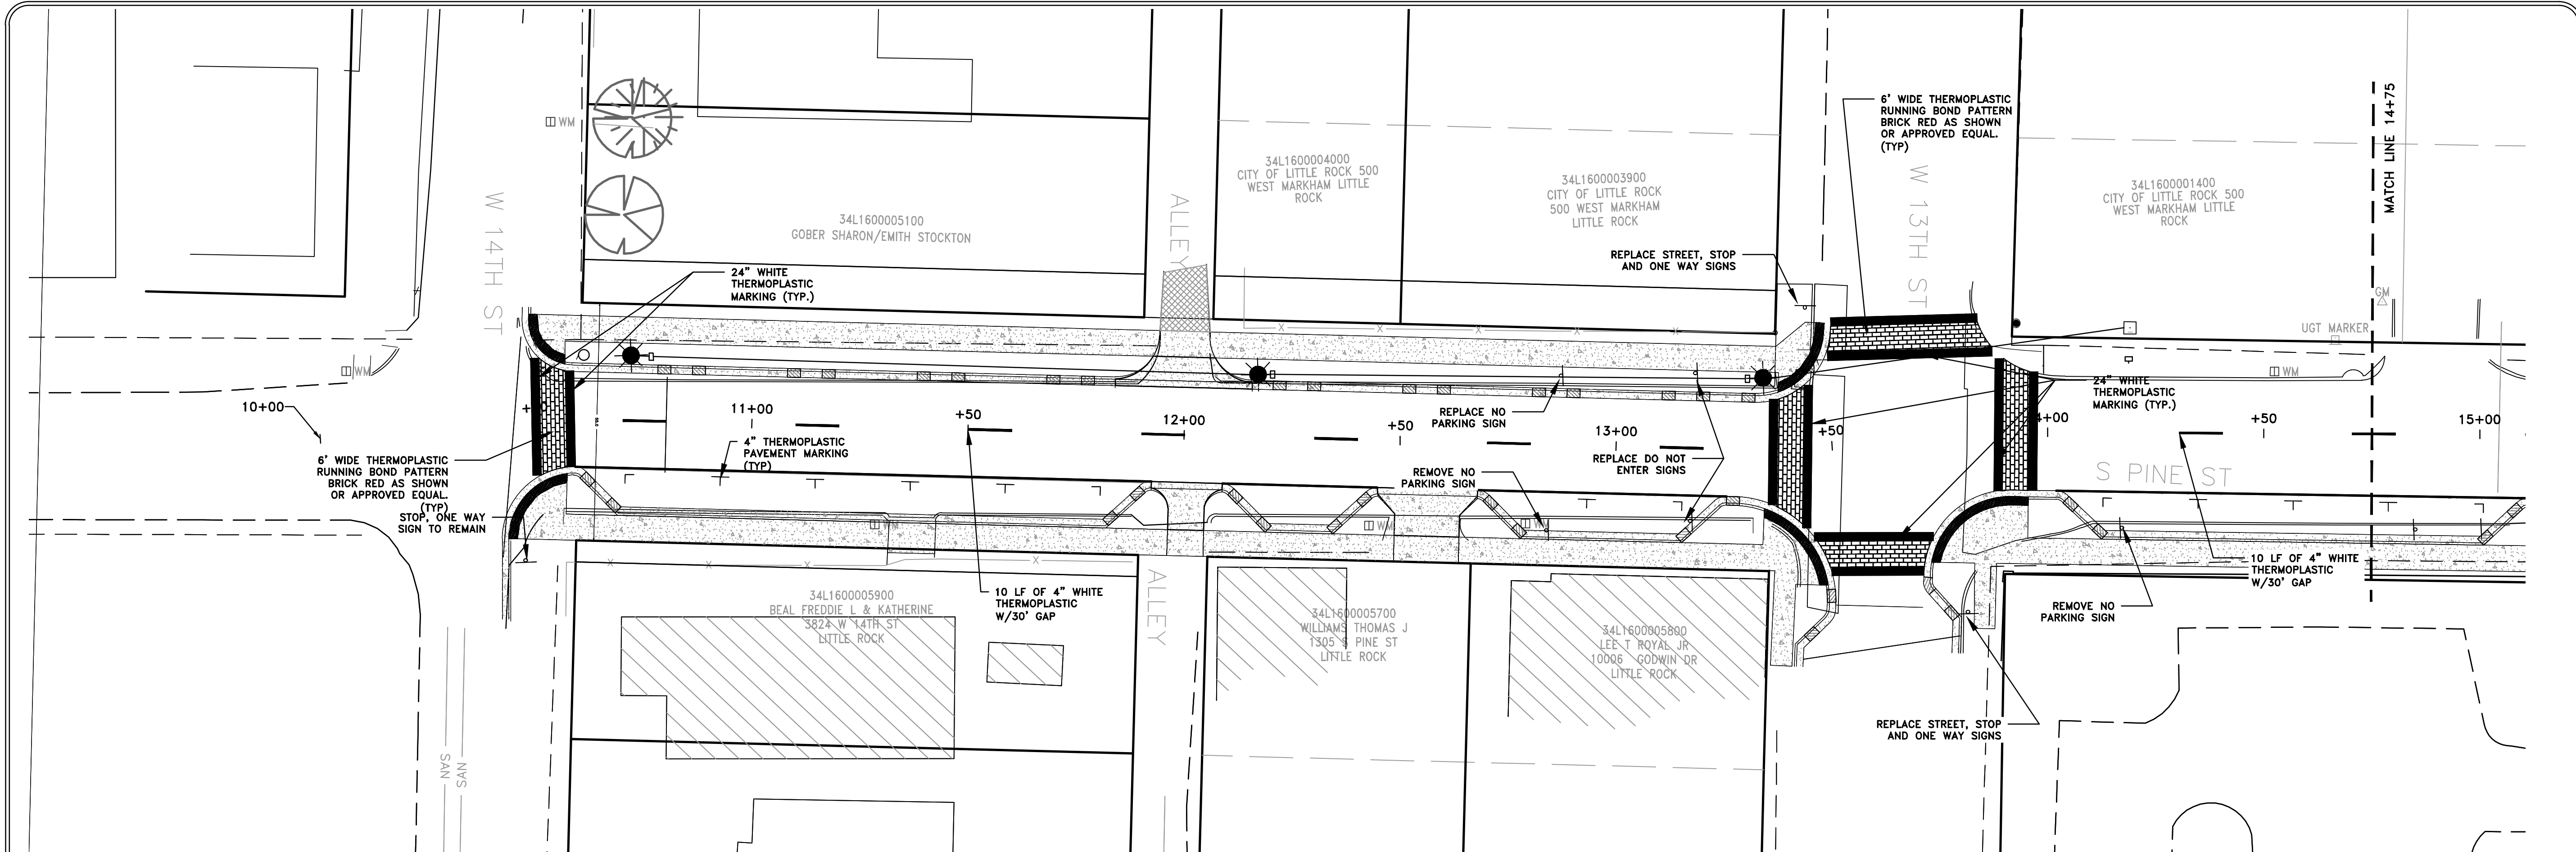 6' WIDE THERMOPLASTIC
RUNNING BOND PATTERN
BRICK RED AS SHOWN
OR APPROVED EQUAL.
(TYP)
MATCH LINE 14+75
WM
34L1600004000
CITY OF LITTLE ROCK 500
WEST MARKHAM LITTLE
ROCK
34L1600003900
CITY OF LITTLE ROCK
500 WEST MARKHAM
LITTLE ROCK
34L1600001400
CITY OF LITTLE ROCK 500
WEST MARKHAM LITTLE
ROCK
W 14TH ST
ALLEY
W 13TH ST
34L1600005100
GOBER SHARON/EMITH STOCKTON
REPLACE STREET, STOP
AND ONE WAY SIGNS
24" WHITE
THERMOPLASTIC
MARKING (TYP.)
GM
UGT MARKER
X
X
X
X
X
WM
WM
24" WHITE
THERMOPLASTIC
MARKING (TYP.)
10+00
11+00
+50
12+00
+50
13+00
+50
4+00
+50
15+00
REPLACE NO
PARKING SIGN
4" THERMOPLASTIC
PAVEMENT MARKING
(TYP)
REPLACE DO NOT
ENTER SIGNS
REMOVE NO
PARKING SIGN
S PINE ST
6' WIDE THERMOPLASTIC
RUNNING BOND PATTERN
BRICK RED AS SHOWN
OR APPROVED EQUAL.
(TYP)
STOP, ONE WAY
SIGN TO REMAIN
WM
WM
WM
X
X
X
X
10 LF OF 4" WHITE
THERMOPLASTIC
W/30' GAP
10 LF OF 4" WHITE
THERMOPLASTIC
W/30' GAP
34L1600005900
BEAL FREDDIE L & KATHERINE
3824 W 14TH ST
LITTLE ROCK
ALLEY
34L1600005700
WILLIAMS THOMAS J
1305 S PINE ST
LITTLE ROCK
34L1600005800
LEE T ROYAL JR
10006 GODWIN DR
LITTLE ROCK
REMOVE NO
PARKING SIGN
REPLACE STREET, STOP
AND ONE WAY SIGNS
SAN
SAN